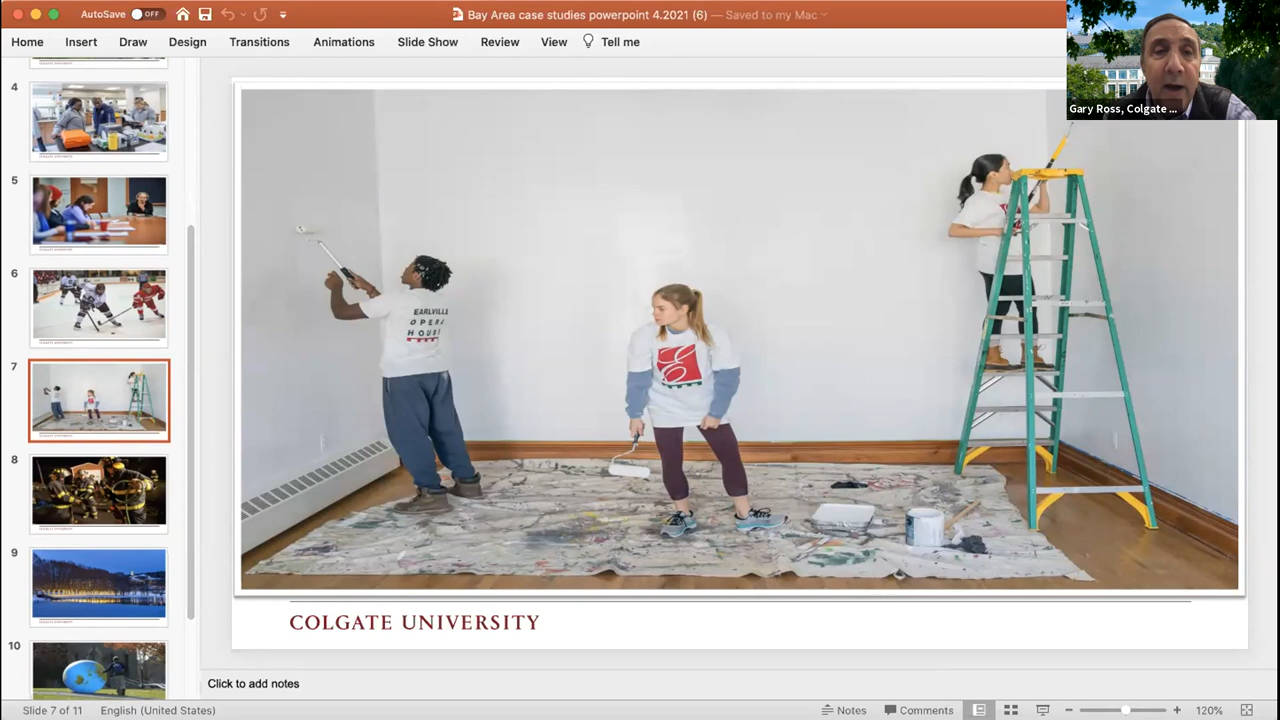 AutoSave OFF
Bay Area case studies powerpoint 4.2021 (6) — Saved to my Mac
Home Insert Draw Design Transitions Animations Slide Show Review View Tell me
Gary Ross, Colgate ...
4
5
6
7
8
9
10
EARLVILLE
OPERA
HOUSE
E
COLGATE UNIVERSITY
Click to add notes
Slide 7 of 11 English (United States) Notes Comments 120%